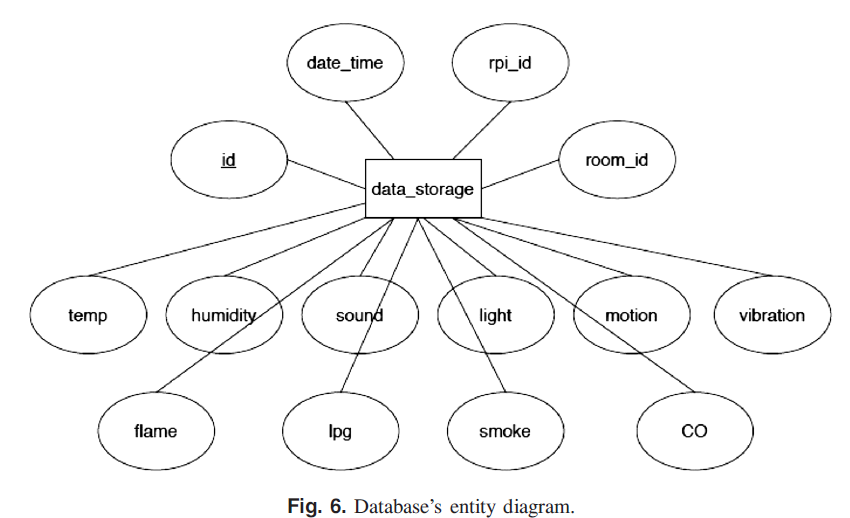 date_time
rpi_id
id
room_id
data_storage
temp
humidity
sound
light
motion
vibration
flame
lpg
smoke
CO
Fig. 6. Database's entity diagram.